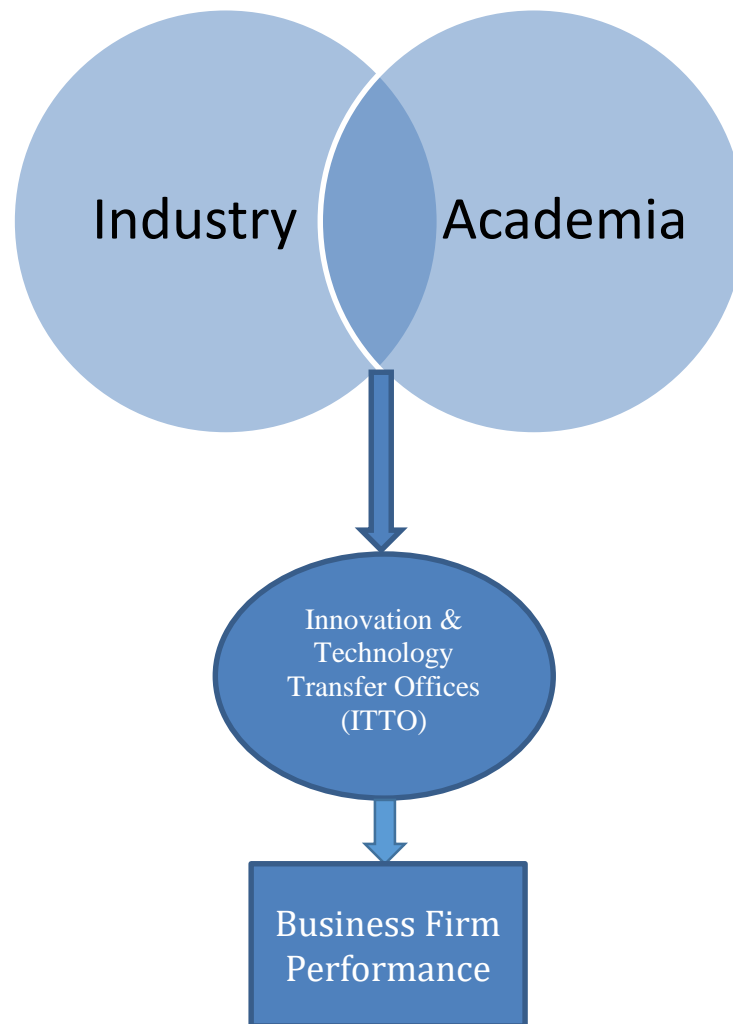 Industry
Academia
Innovation &
Technology
Transfer Offices
(ITTO)
Business Firm
Performance